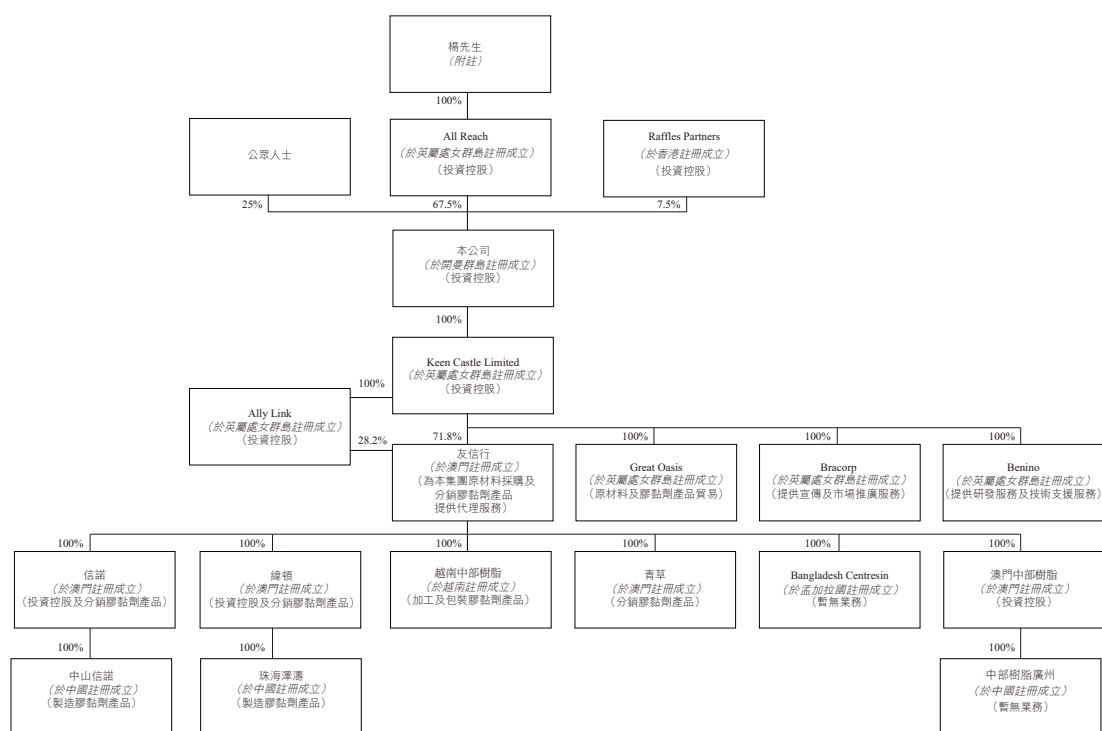 楊先生
（附註）
100%
公眾人士
All Reach
（於英屬處女群島註冊成立）
（投資控股）
Raffles Partners
（於香港註冊成立）
（投資控股）
25%
67.5%
7.5%
本公司
（於開曼群島註冊成立）
（投資控股）
100%
Keen Castle Limited
（於英屬處女群島註冊成立）
（投資控股）
100%
Ally Link
（於英屬處女群島註冊成立）
（投資控股）
28.2%
71.8%
100%
100%
100%
友信行
（於澳門註冊成立）
（為本集團原材料採購及
分銷膠黏劑產品
提供代理服務）
Great Oasis
（於英屬處女群島註冊成立）
（原材料及膠黏劑產品貿易）
Bracorp
（於英屬處女群島註冊成立）
（提供宣傳及市場推廣服務）
Benino
（於英屬處女群島註冊成立）
（提供研發服務及技術支援服務）
100%
100%
100%
100%
100%
100%
信諾
（於澳門註冊成立）
（投資控股及分銷膠黏劑產品）
緯頓
（於澳門註冊成立）
（投資控股及分銷膠黏劑產品）
越南中部樹脂
（於越南註冊成立）
（加工及包裝膠黏劑產品）
青草
（於澳門註冊成立）
（分銷膠黏劑產品）
Bangladesh Centresin
（於孟加拉國註冊成立）
（暫無業務）
澳門中部樹脂
（於澳門註冊成立）
（投資控股）
100%
100%
100%
中山信諾
（於中國註冊成立）
（製造膠黏劑產品）
珠海澤濤
（於中國註冊成立）
（製造膠黏劑產品）
中部樹脂廣州
（於中國註冊成立）
（暫無業務）